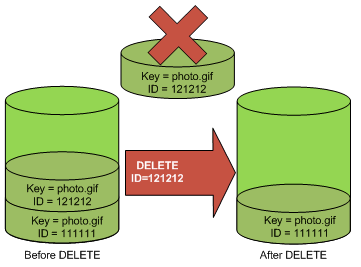 Key = photo.gif
ID = 121212
DELETE
ID=121212
Key = photo.gif
ID = 121212
Key = photo.gif
ID = 111111
Key = photo.gif
ID = 111111
Before DELETE
After DELETE